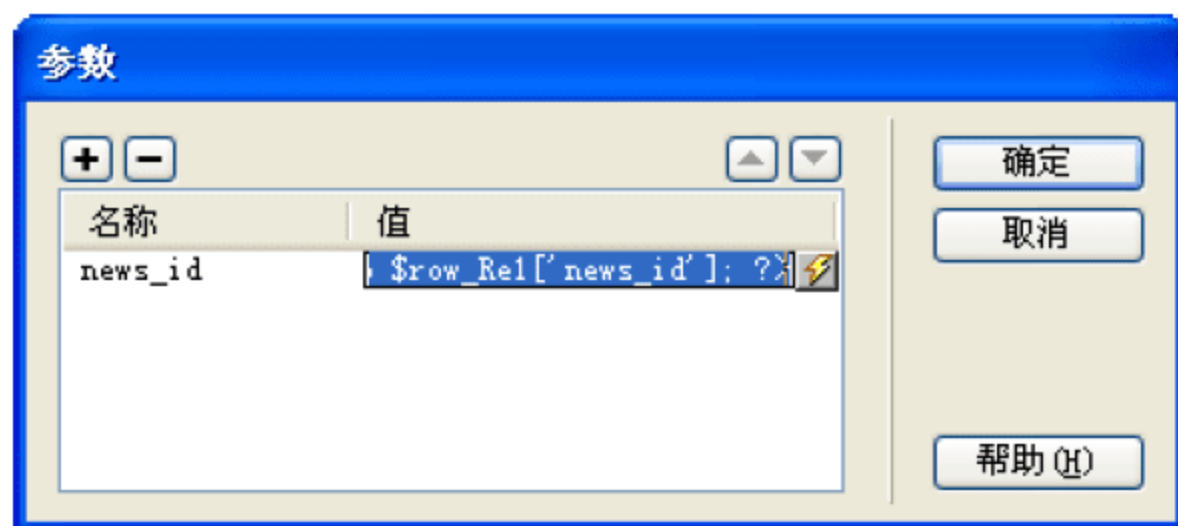 参数
名称 值
news_id $row_Re1['news_id']; ?>
确定
取消
帮助(H)